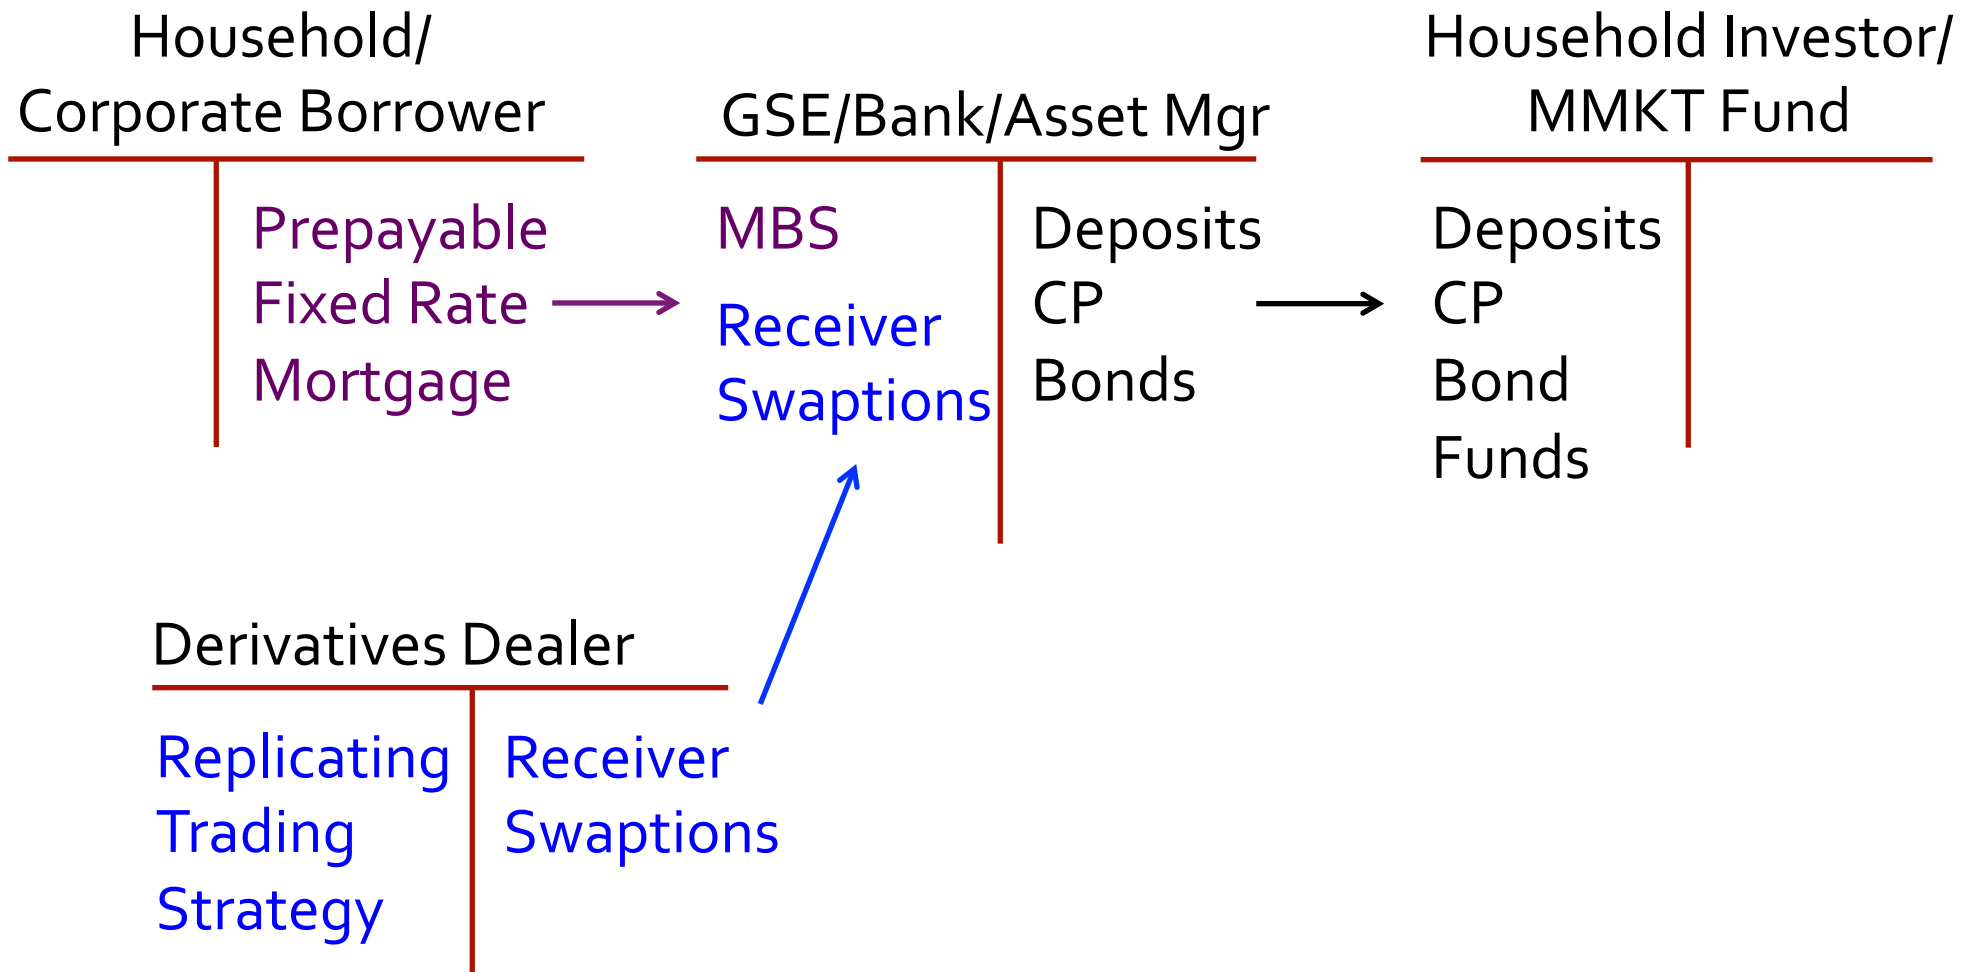 Household/
Corporate Borrower
Prepayable
Fixed Rate
Mortgage
GSE/Bank/Asset Mgr
MBS
Receiver
Swaptions
Deposits
CP
Bonds
Household Investor/
MMKT Fund
Deposits
CP
Bond
Funds
Derivatives Dealer
Replicating
Trading
Strategy
Receiver
Swaptions